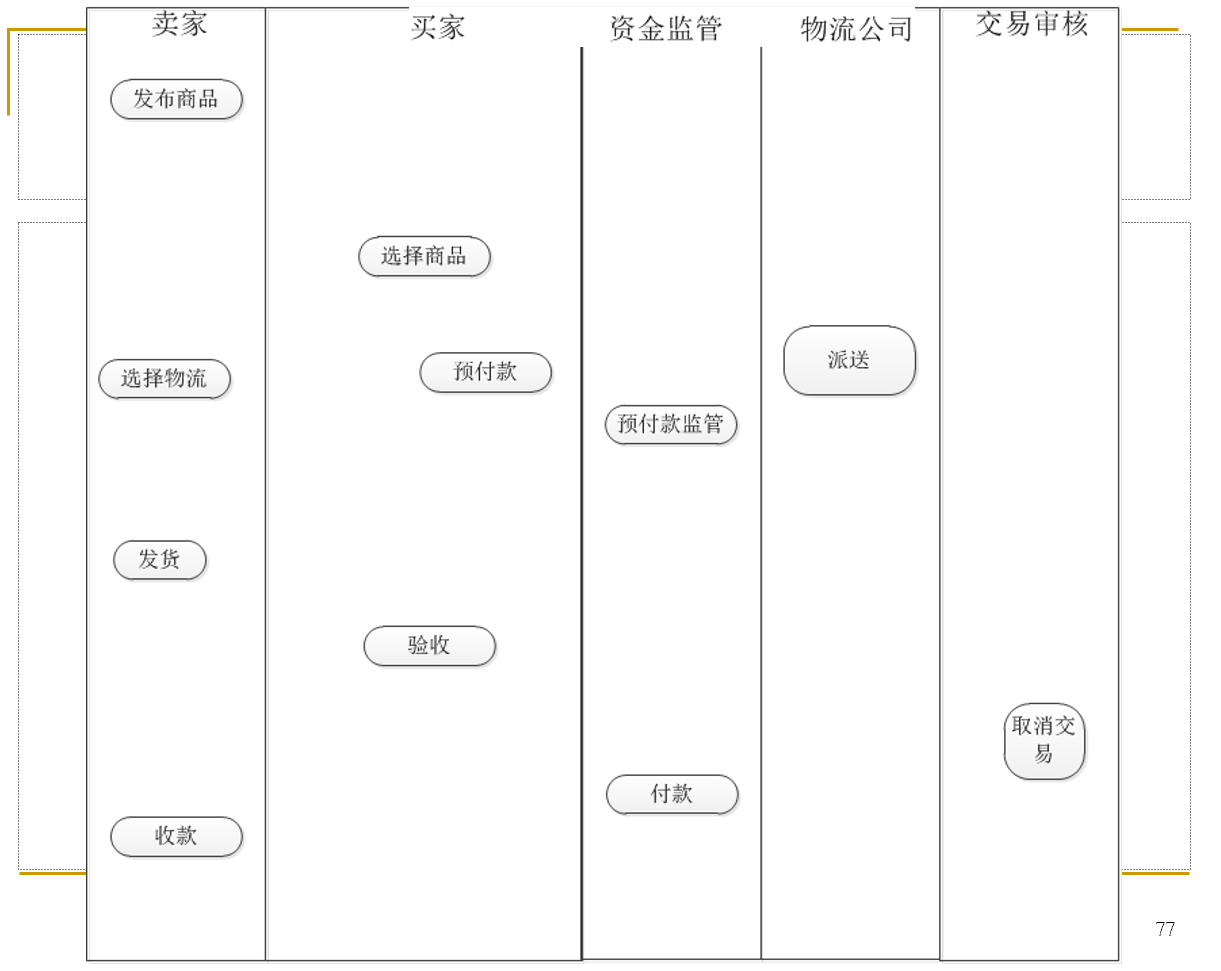 卖家
买家
资金监管
物流公司
交易审核
发布商品
选择商品
选择物流
预付款
派送
预付款监管
发货
验收
取消交
易
付款
收款
77